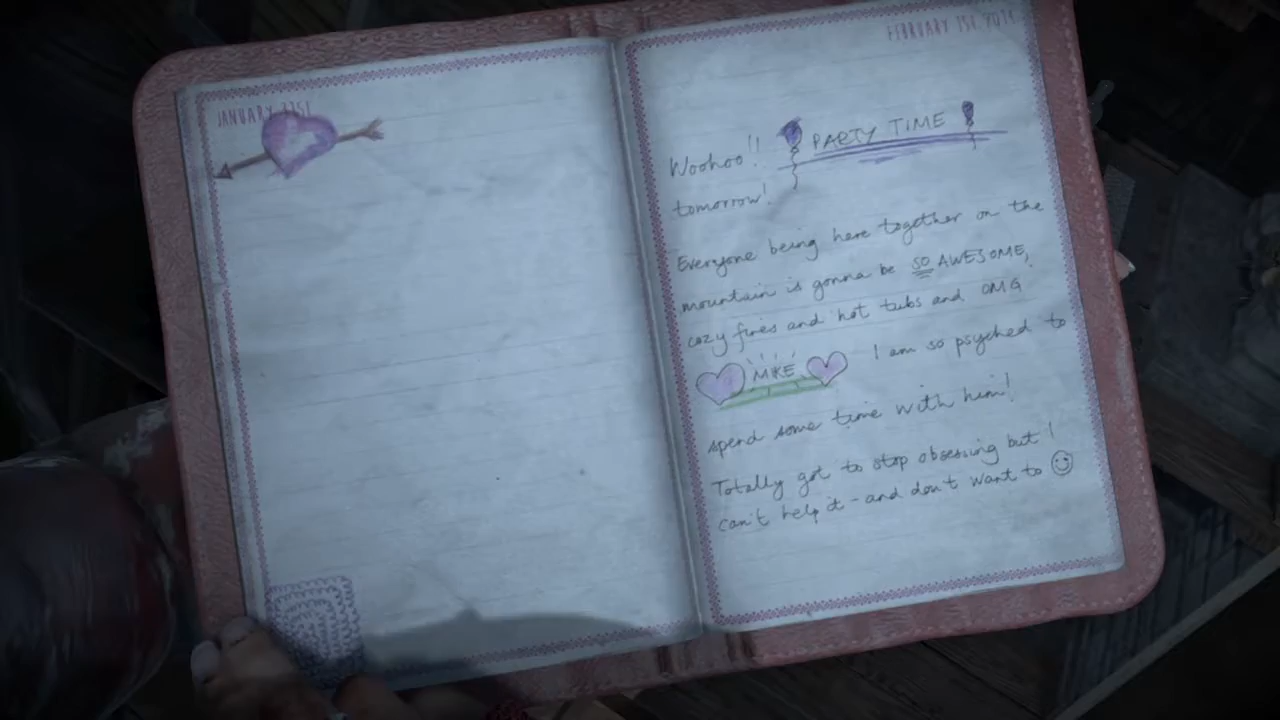 JANUARY 31ST
FEBRUARY 1ST 2014
Woohoo!! PARTY TIME
tomorrow!
Everyone being here together on the
mountain is gonna be SO AWESOME,
cozy fires and hot tubs and OMG
MIKE I am so psyched to
spend some time with him!
Totally got to stop obsessing but I
can't help it - and don't want to